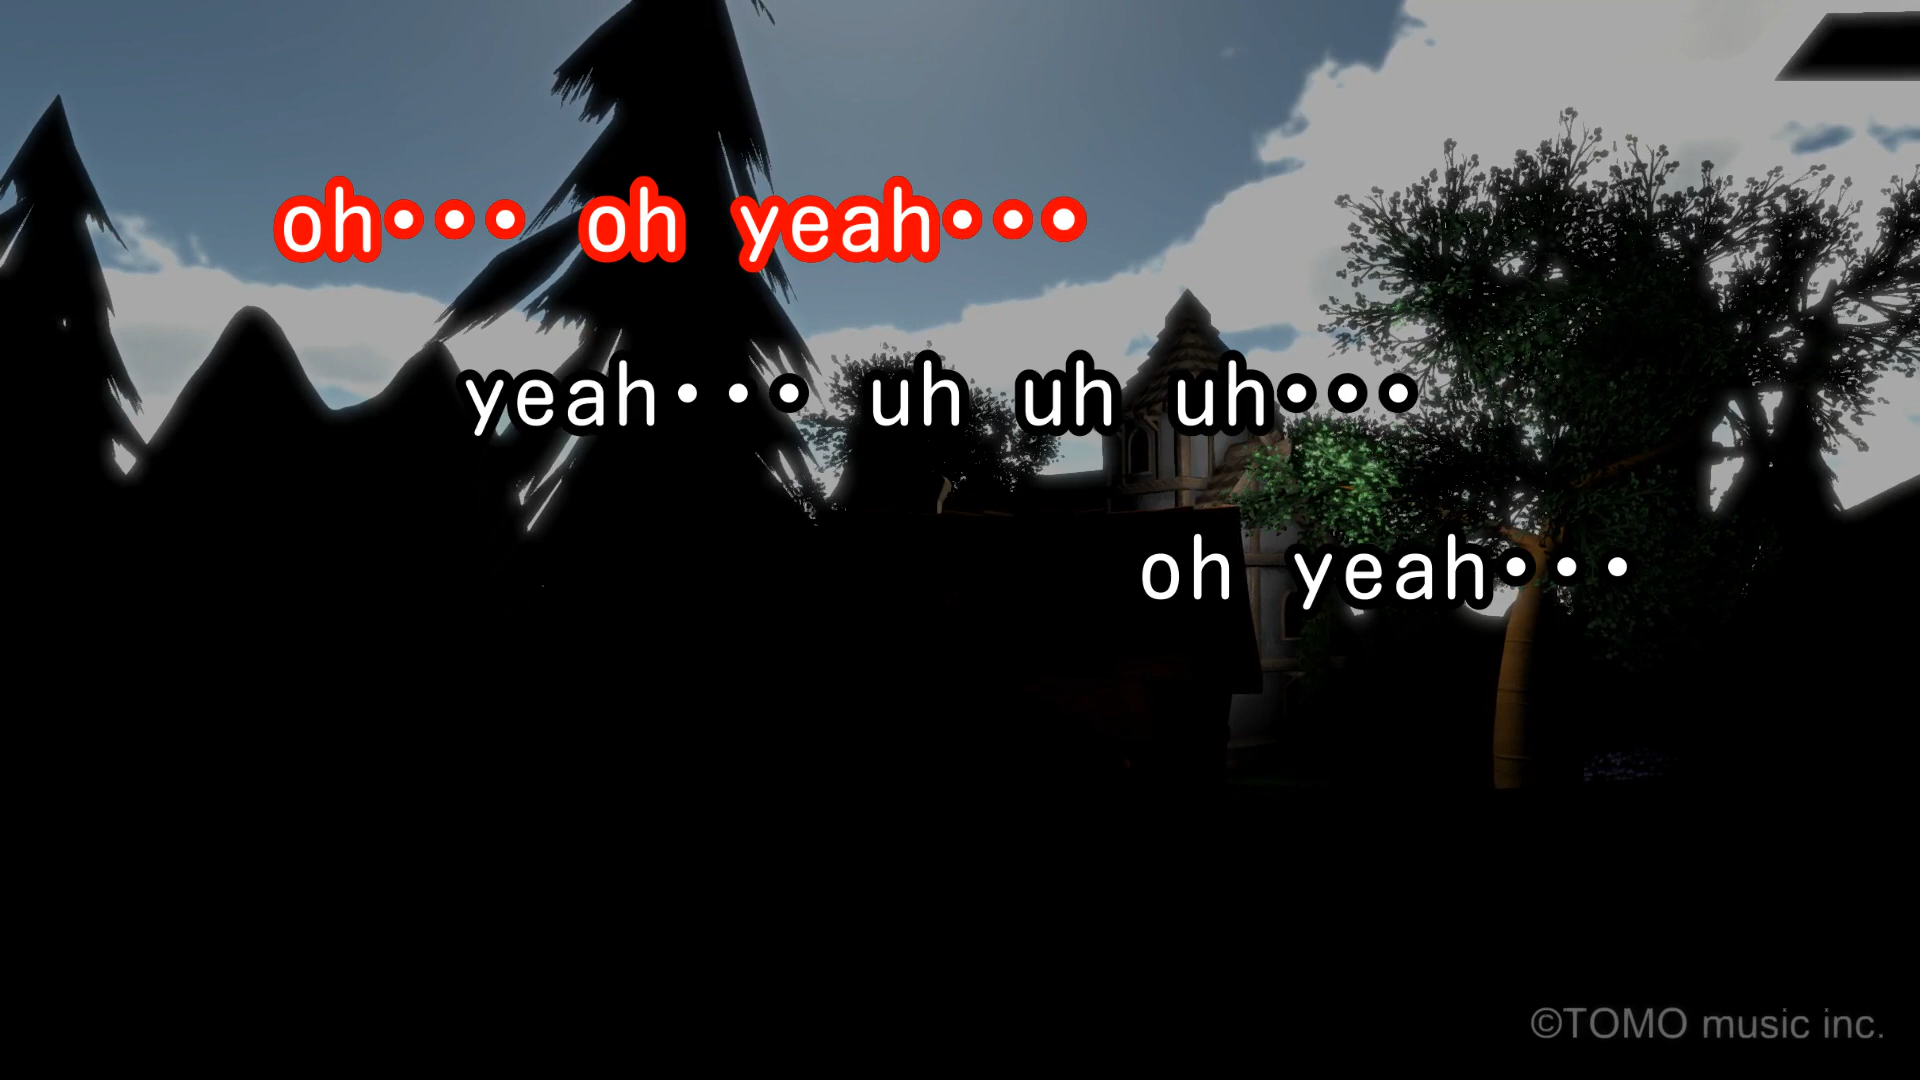 oh･･･ oh yeah･･･
yeah･･･ uh uh uh･･･
oh yeah･･･
©TOMO music inc.